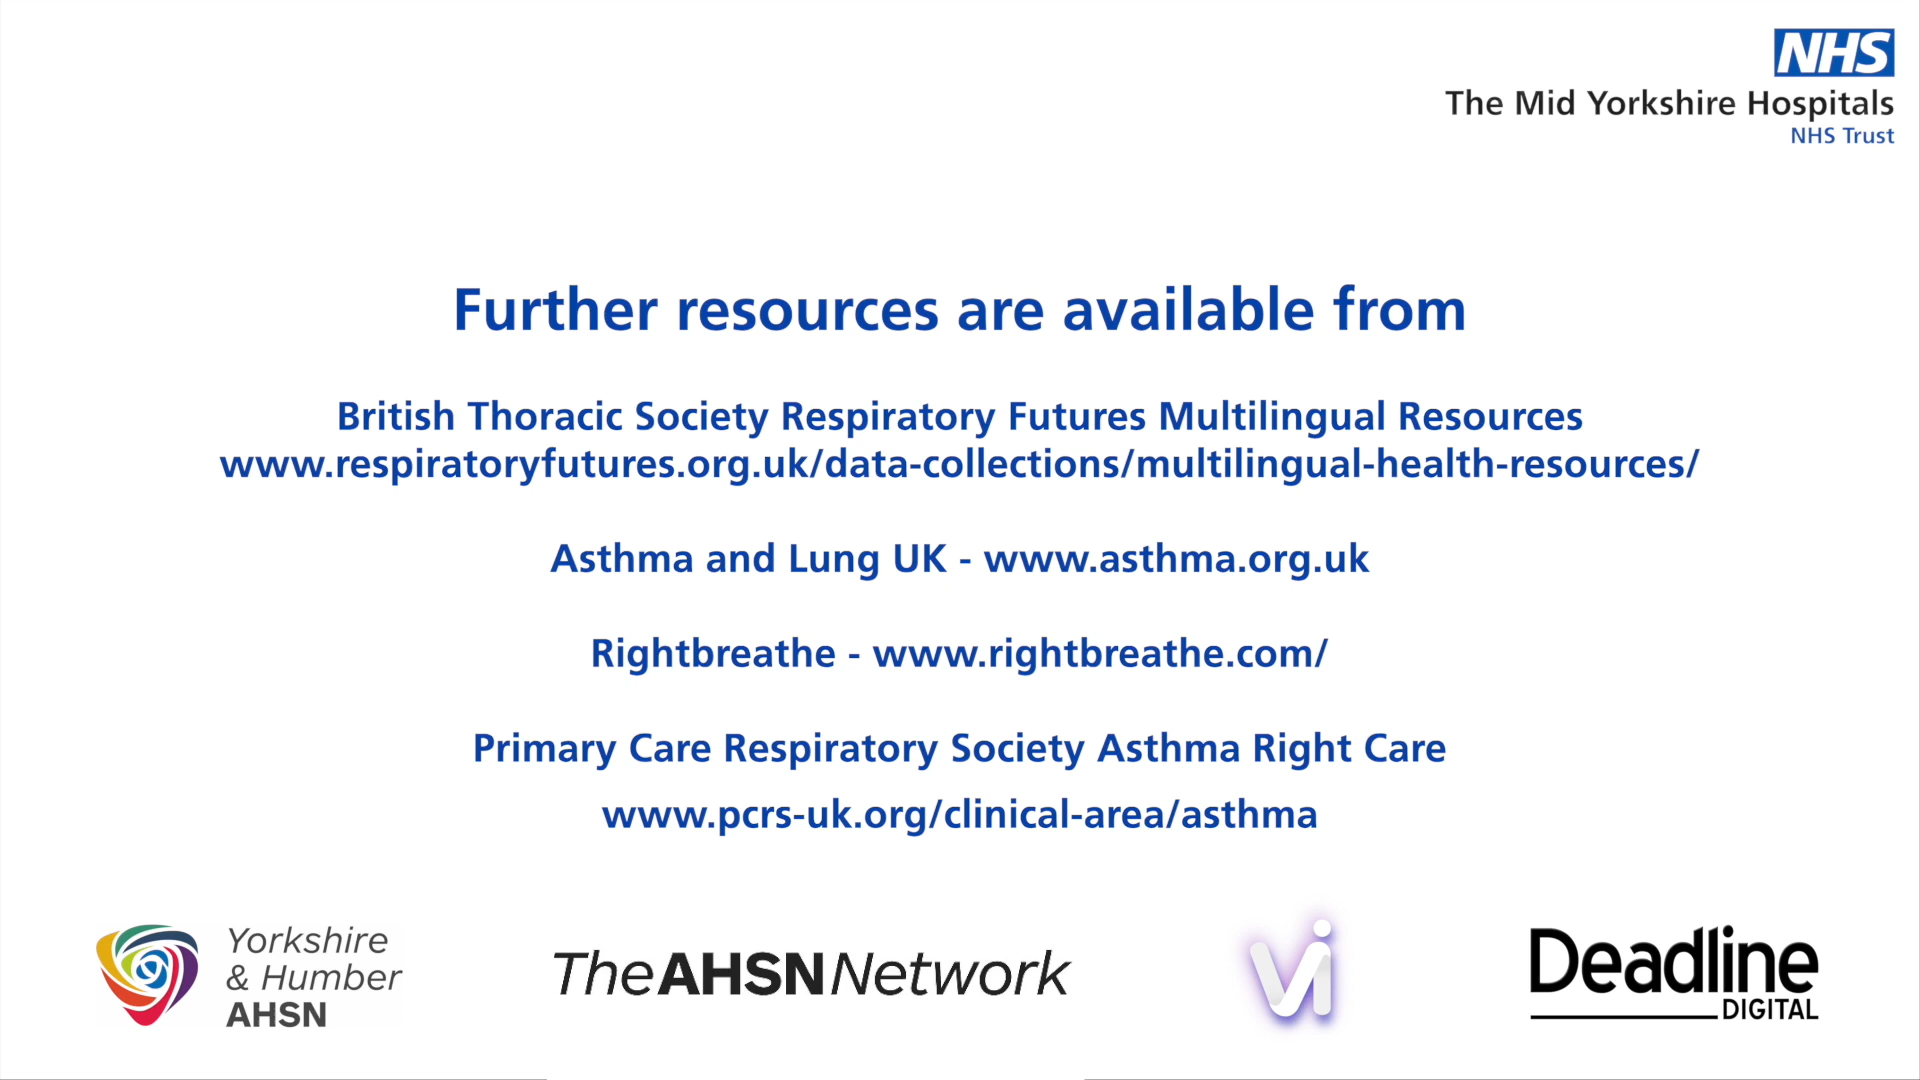 NHS
The Mid Yorkshire Hospitals
NHS Trust
Further resources are available from
British Thoracic Society Respiratory Futures Multilingual Resources
www.respiratoryfutures.org.uk/data-collections/multilingual-health-resources/
Asthma and Lung UK - www.asthma.org.uk
Rightbreathe - www.rightbreathe.com/
Primary Care Respiratory Society Asthma Right Care
www.pcrs-uk.org/clinical-area/asthma
Yorkshire
& Humber
AHSN
The AHSN Network
vi
Deadline
DIGITAL